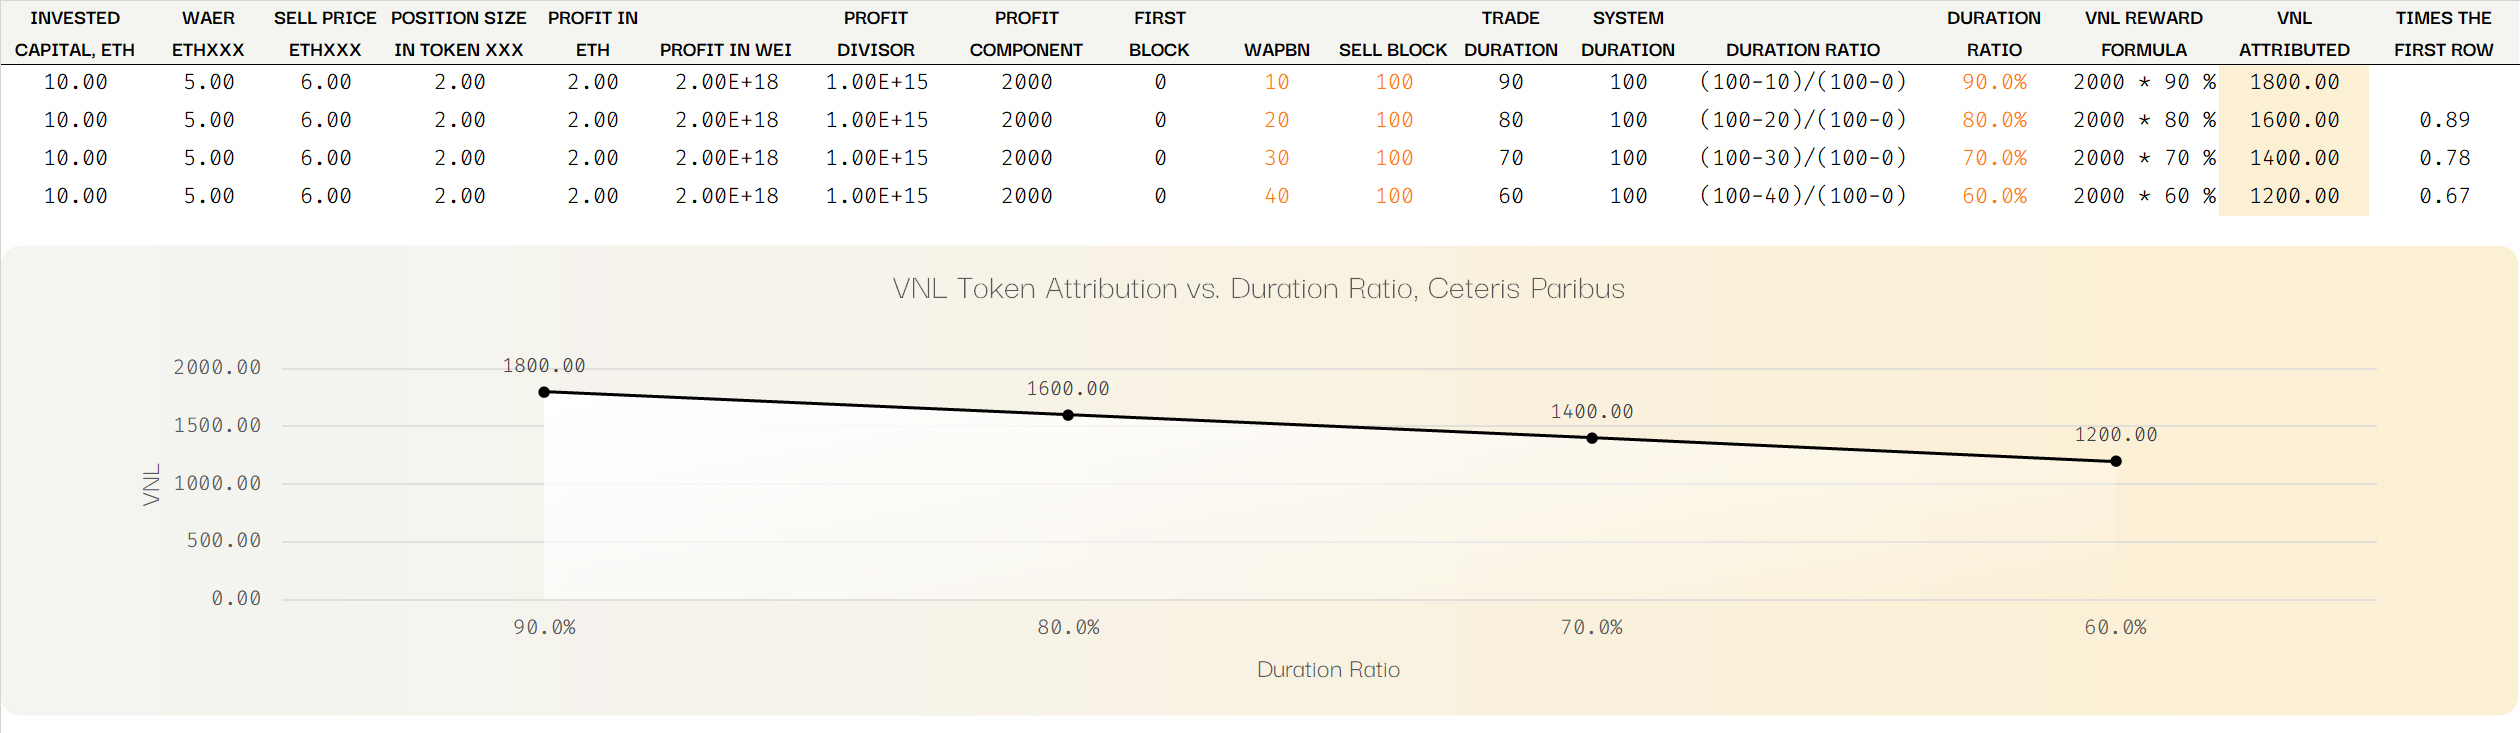 INVESTED WAER SELL PRICE POSITION SIZE PROFIT IN PROFIT PROFIT FIRST TRADE SYSTEM DURATION VNL REWARD VNL TIMES THE
CAPITAL, ETH ETHXXX ETHXXX IN TOKEN XXX ETH PROFIT IN WEI DIVISOR COMPONENT BLOCK WAPBN SELL BLOCK DURATION DURATION DURATION RATIO RATIO FORMULA ATTRIBUTED FIRST ROW
10.00 5.00 6.00 2.00 2.00 2.00E+18 1.00E+15 2000 0 10 100 90 100 (100-10)/(100-0) 90.0% 2000 * 90 % 1800.00
10.00 5.00 6.00 2.00 2.00 2.00E+18 1.00E+15 2000 0 20 100 80 100 (100-20)/(100-0) 80.0% 2000 * 80 % 1600.00 0.89
10.00 5.00 6.00 2.00 2.00 2.00E+18 1.00E+15 2000 0 30 100 70 100 (100-30)/(100-0) 70.0% 2000 * 70 % 1400.00 0.78
10.00 5.00 6.00 2.00 2.00 2.00E+18 1.00E+15 2000 0 40 100 60 100 (100-40)/(100-0) 60.0% 2000 * 60 % 1200.00 0.67
VNL Token Attribution vs. Duration Ratio, Ceteris Paribus
2000.00
1500.00
1000.00
500.00
0.00
VNL
1800.00
1600.00
1400.00
1200.00
90.0% 80.0% 70.0% 60.0%
Duration Ratio